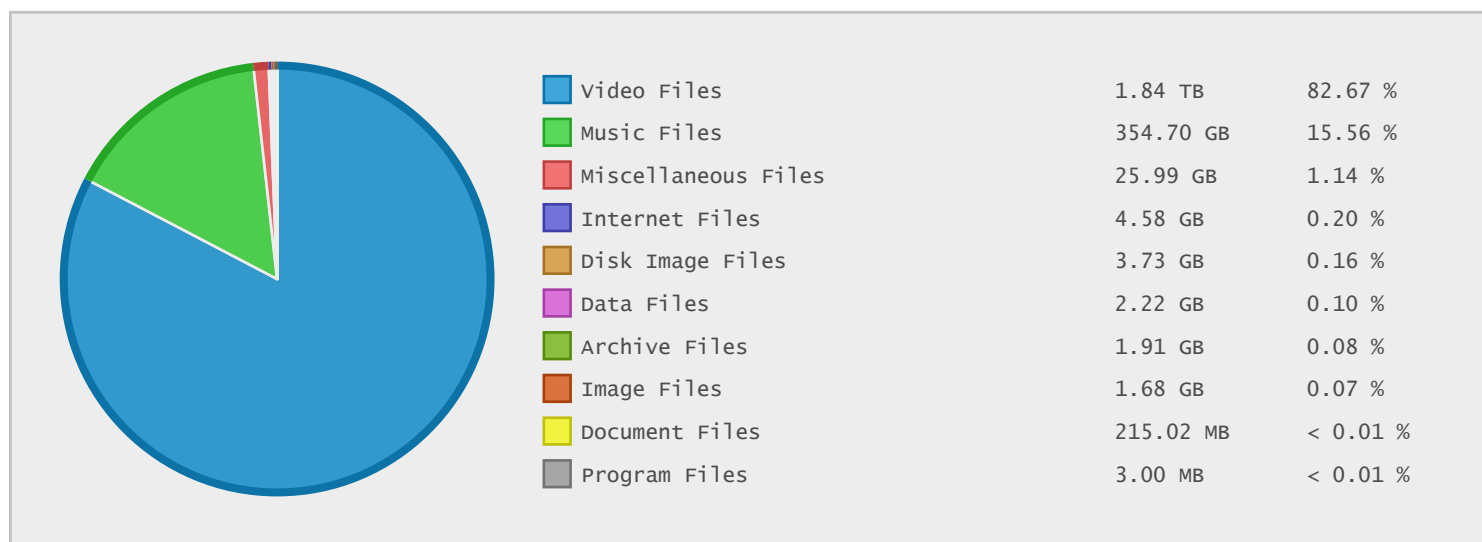 Video Files 1.84 TB 82.67 %
Music Files 354.70 GB 15.56 %
Miscellaneous Files 25.99 GB 1.14 %
Internet Files 4.58 GB 0.20 %
Disk Image Files 3.73 GB 0.16 %
Data Files 2.22 GB 0.10 %
Archive Files 1.91 GB 0.08 %
Image Files 1.68 GB 0.07 %
Document Files 215.02 MB < 0.01 %
Program Files 3.00 MB < 0.01 %